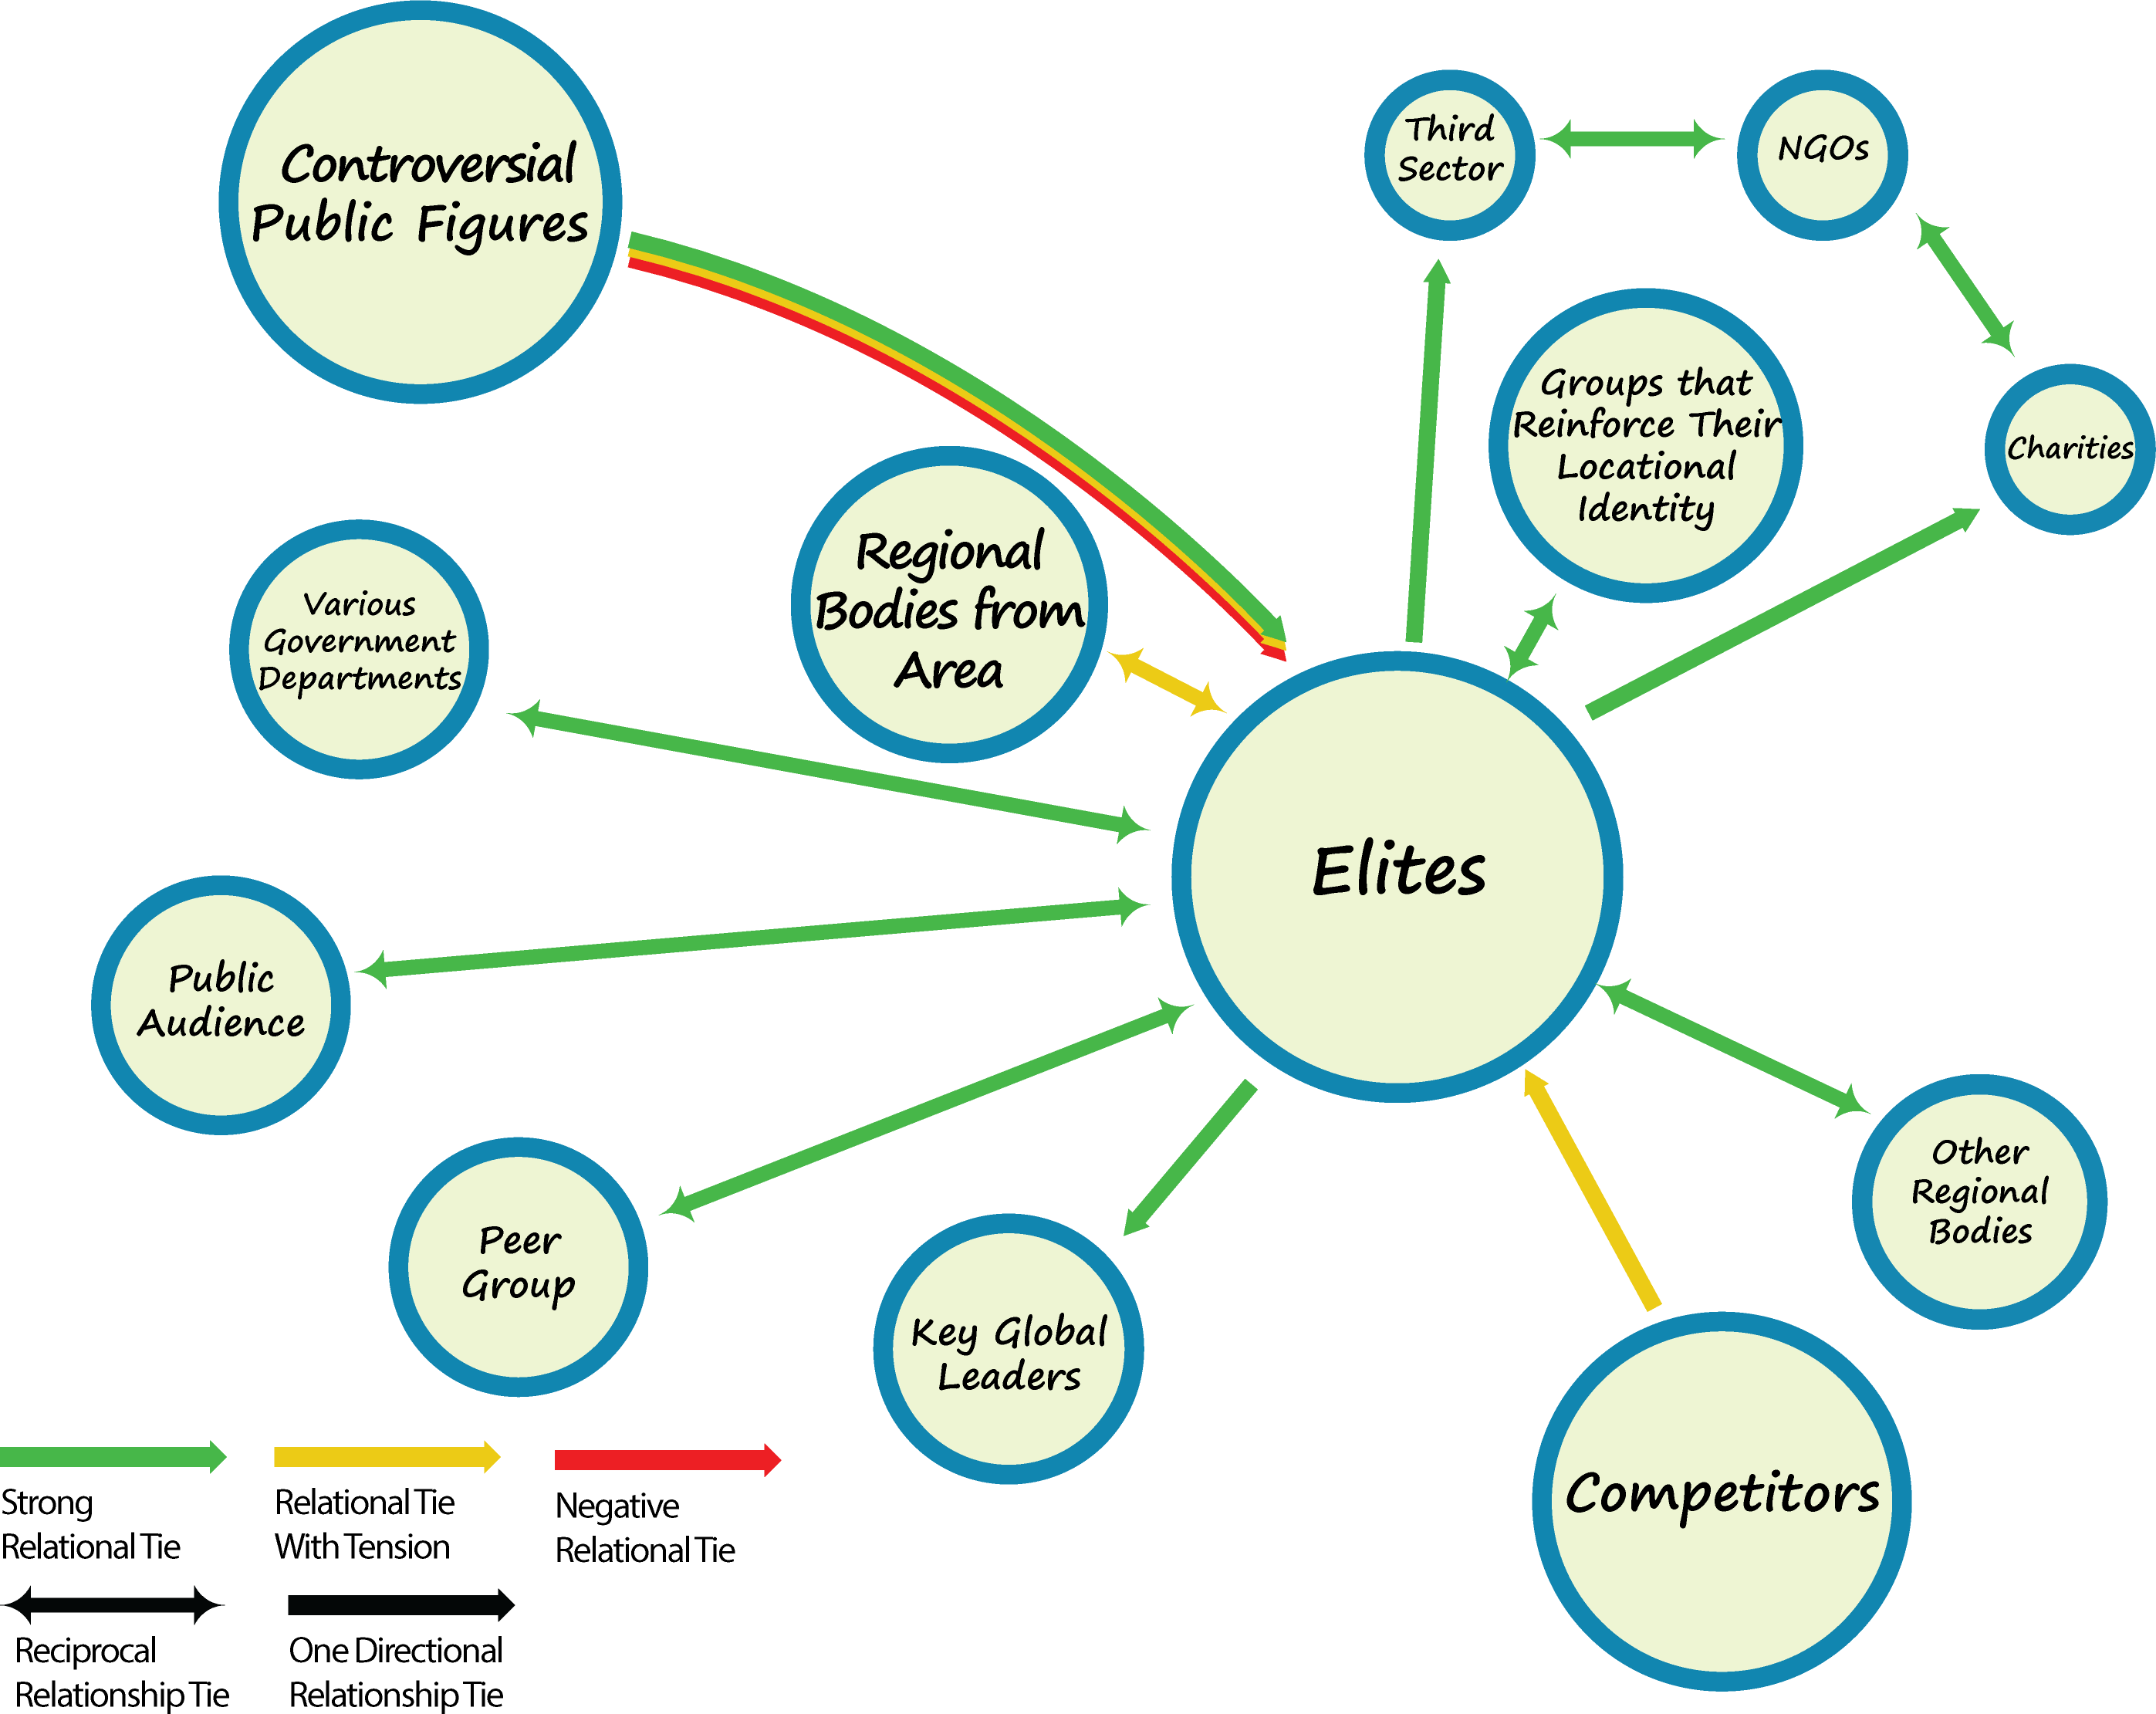 Controversial
Public Figures
Third
Sector
NGOs
Groups that
Reinforce Their
Locational
Identity
Charities
Regional
Bodies from
Area
Various
Government
Departments
Elites
Public
Audience
Peer
Group
Key Global
Leaders
Other
Regional
Bodies
Competitors
Strong
Relational Tie
Relational Tie
With Tension
Negative
Relational Tie
Reciprocal
Relationship Tie
One Directional
Relationship Tie